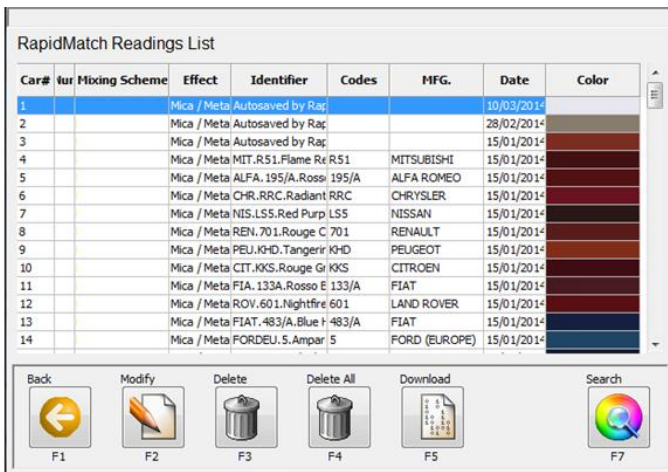 RapidMatch Readings List
Car# Nur Mixing Scheme Effect Identifier Codes MFG. Date Color
1 Mica / Meta Autosaved by Rap 10/03/2014
2 Mica / Meta Autosaved by Rap 28/02/2014
3 Mica / Meta Autosaved by Rap 15/01/2014
4 Mica / Meta MIT.R51.Flame Re R51 MITSUBISHI 15/01/2014
5 Mica / Meta ALFA.195/A.Ross 195/A ALFA ROMEO 15/01/2014
6 Mica / Meta CHR.RRC.Radiant RRC CHRYSLER 15/01/2014
7 Mica / Meta NIS.LS5.Red Purp LS5 NISSAN 15/01/2014
8 Mica / Meta REN.701.Rouge C 701 RENAULT 15/01/2014
9 Mica / Meta PEU.KHD.Tangerin KHD PEUGEOT 15/01/2014
10 Mica / Meta CIT.KKS.Rouge Gr KKS CITROEN 15/01/2014
11 Mica / Meta FIA.133A.Rosso B 133/A FIAT 15/01/2014
12 Mica / Meta ROV.601.Nightfire 601 LAND ROVER 15/01/2014
13 Mica / Meta FIAT.483/A.Blue H 483/A FIAT 15/01/2014
14 Mica / Meta FORDEU.5.Ampar 5 FORD (EUROPE) 15/01/2014
Back Modify Delete Delete All Download Search
F1 F2 F3 F4 F5 F7